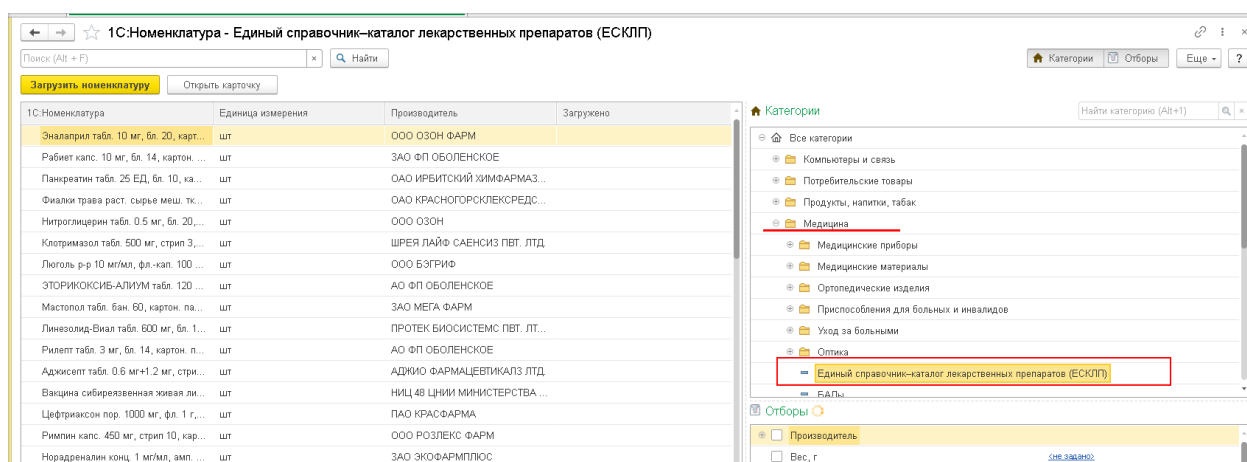 1С:Номенклатура - Единый справочник–каталог лекарственных препаратов (ЕСКЛП)
Поиск (Alt + F) × Найти Категории Отборы Еще ?
Загрузить номенклатуру Открыть карточку
1С:Номенклатура Единица измерения Производитель Загружено
Эналаприл табл. 10 мг, бл. 20, карт... шт ООО ОЗОН ФАРМ
Рабиет капс. 10 мг, бл. 14, картон. ... шт ЗАО ФП ОБОЛЕНСКОЕ
Панкреатин табл. 25 ЕД, бл. 10, ка... шт ОАО ИРБИТСКИЙ ХИМФАРМАЗ...
Фиалки трава раст. сырье меш. тк... шт ОАО КРАСНОГОРСКЛЕКСРЕДС...
Нитроглицерин табл. 0.5 мг, бл. 20,... шт ООО ОЗОН
Клотримазол табл. 500 мг, стрип 3,... шт ШРЕЯ ЛАЙФ САЕНСИЗ ПВТ. ЛТД.
Люголь р-р 10 мг/мл, фл.-кап. 100 ... шт ООО БЭГРИФ
ЭТОРИКОКСИБ-АЛИУМ табл. 120 ... шт АО ФП ОБОЛЕНСКОЕ
Мастопол табл. бан. 60, картон. па... шт ЗАО МЕГА ФАРМ
Линезолид-Виал табл. 600 мг, бл. 1... шт ПРОТЕК БИОСИСТЕМС ПВТ. ЛТ...
Рилепт табл. 3 мг, бл. 14, картон. п... шт АО ФП ОБОЛЕНСКОЕ
Аджисепт табл. 0.6 мг+1.2 мг, стри... шт АДЖИО ФАРМАЦЕВТИКАЛЗ ЛТД.
Вакцина сибиреязвенная живая ли... шт НИЦ 48 ЦНИИ МИНИСТЕРСТВА ...
Цефтриаксон пор. 1000 мг, фл. 1 г,... шт ПАО КРАСФАРМА
Римпин капс. 450 мг, стрип 10, кар... шт ООО РОЗЛЕКС ФАРМ
Норадреналин конц. 1 мг/мл, амп. ... шт ЗАО ЭКОФАРМПЛЮС
Категории Найти категорию (Alt+1)
Все категории
Компьютеры и связь
Потребительские товары
Продукты, напитки, табак
Медицина
Медицинские приборы
Медицинские материалы
Ортопедические изделия
Приспособления для больных и инвалидов
Уход за больными
Оптика
Единый справочник–каталог лекарственных препаратов (ЕСКЛП)
БАДы
Отборы
Производитель
Вес, г <не задано>